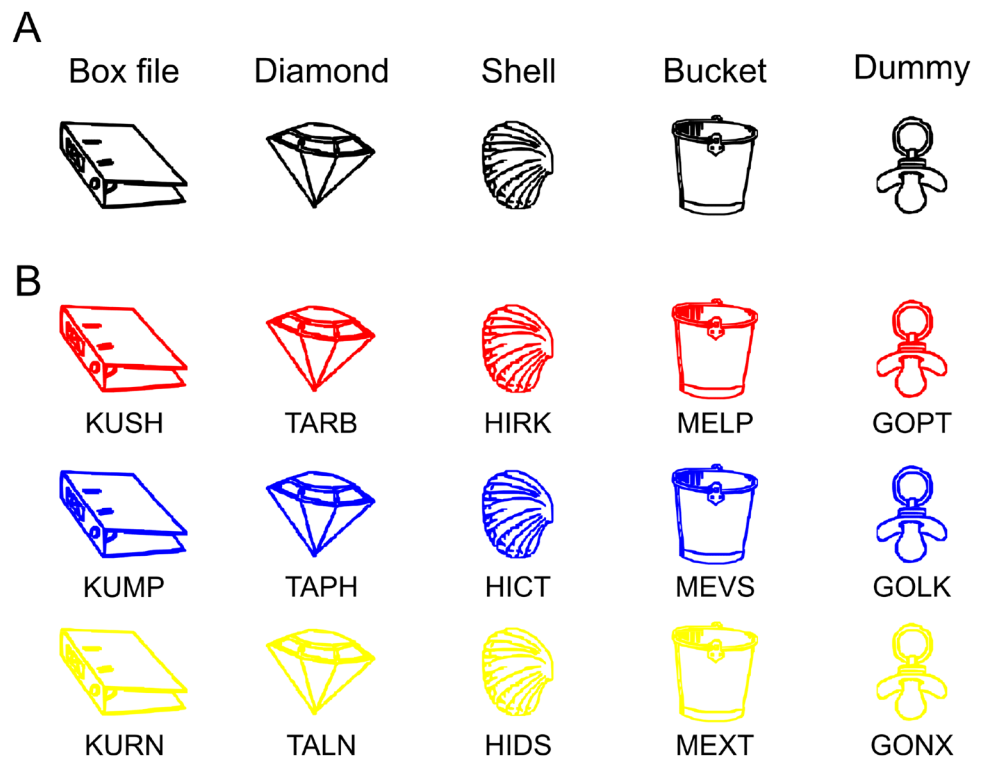 A
Box file Diamond Shell Bucket Dummy
B
KUSH TARB HIRK MELP GOPT
KUMP TAPH HICT MEVS GOLK
KURN TALN HIDS MEXT GONX